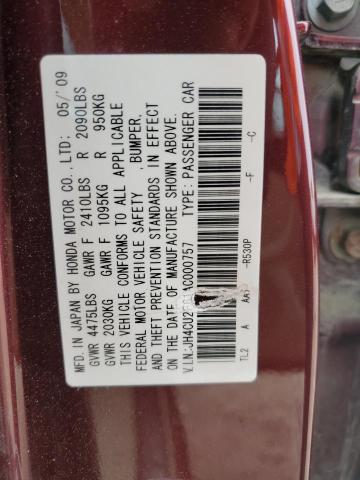 MFD. IN JAPAN BY HONDA MOTOR CO., LTD: 05/'09
GVWR 4475LBS GAWR F 2410LBS R 2090LBS
GVWR 2030KG GAWR F 1095KG R 950KG
THIS VEHICLE CONFORMS TO ALL APPLICABLE
FEDERAL MOTOR VEHICLE SAFETY, BUMPER,
AND THEFT PREVENTION STANDARDS IN EFFECT
ON THE DATE OF MANUFACTURE SHOWN ABOVE.
V.I.N.: TYPE: PASSENGER CAR
TL2 A -R530P -F -C